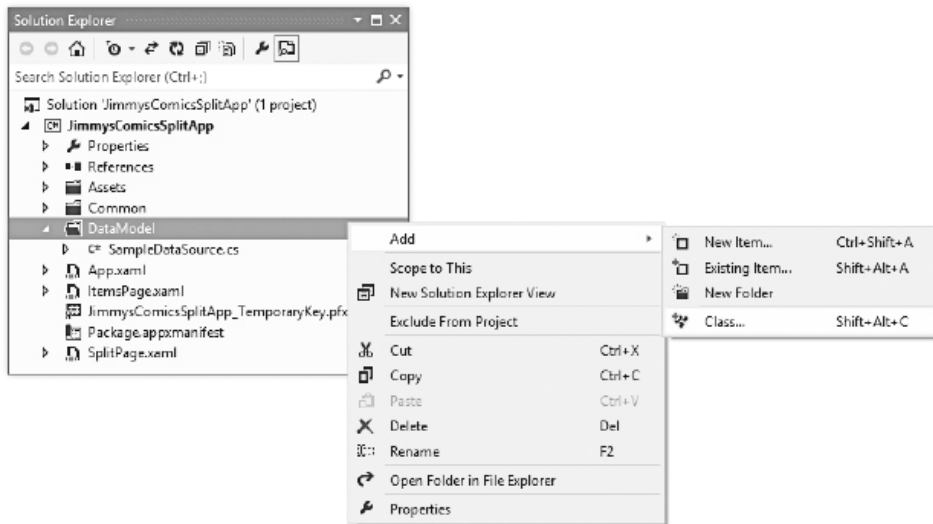 Solution Explorer
Search Solution Explorer (Ctrl+;)
Solution 'JimmysComicsSplitApp' (1 project)
C# JimmysComicsSplitApp
Properties
References
Assets
Common
DataModel
C# SampleDataSource.cs
App.xaml
ItemsPage.xaml
JimmysComicsSplitApp_TemporaryKey.pfx
Package.appxmanifest
SplitPage.xaml
Add
Scope to This
New Solution Explorer View
Exclude From Project
Cut Ctrl+X
Copy Ctrl+C
Paste Ctrl+V
Delete Del
Rename F2
Open Folder in File Explorer
Properties
New Item... Ctrl+Shift+A
Existing Item... Shift+Alt+A
New Folder
Class... Shift+Alt+C